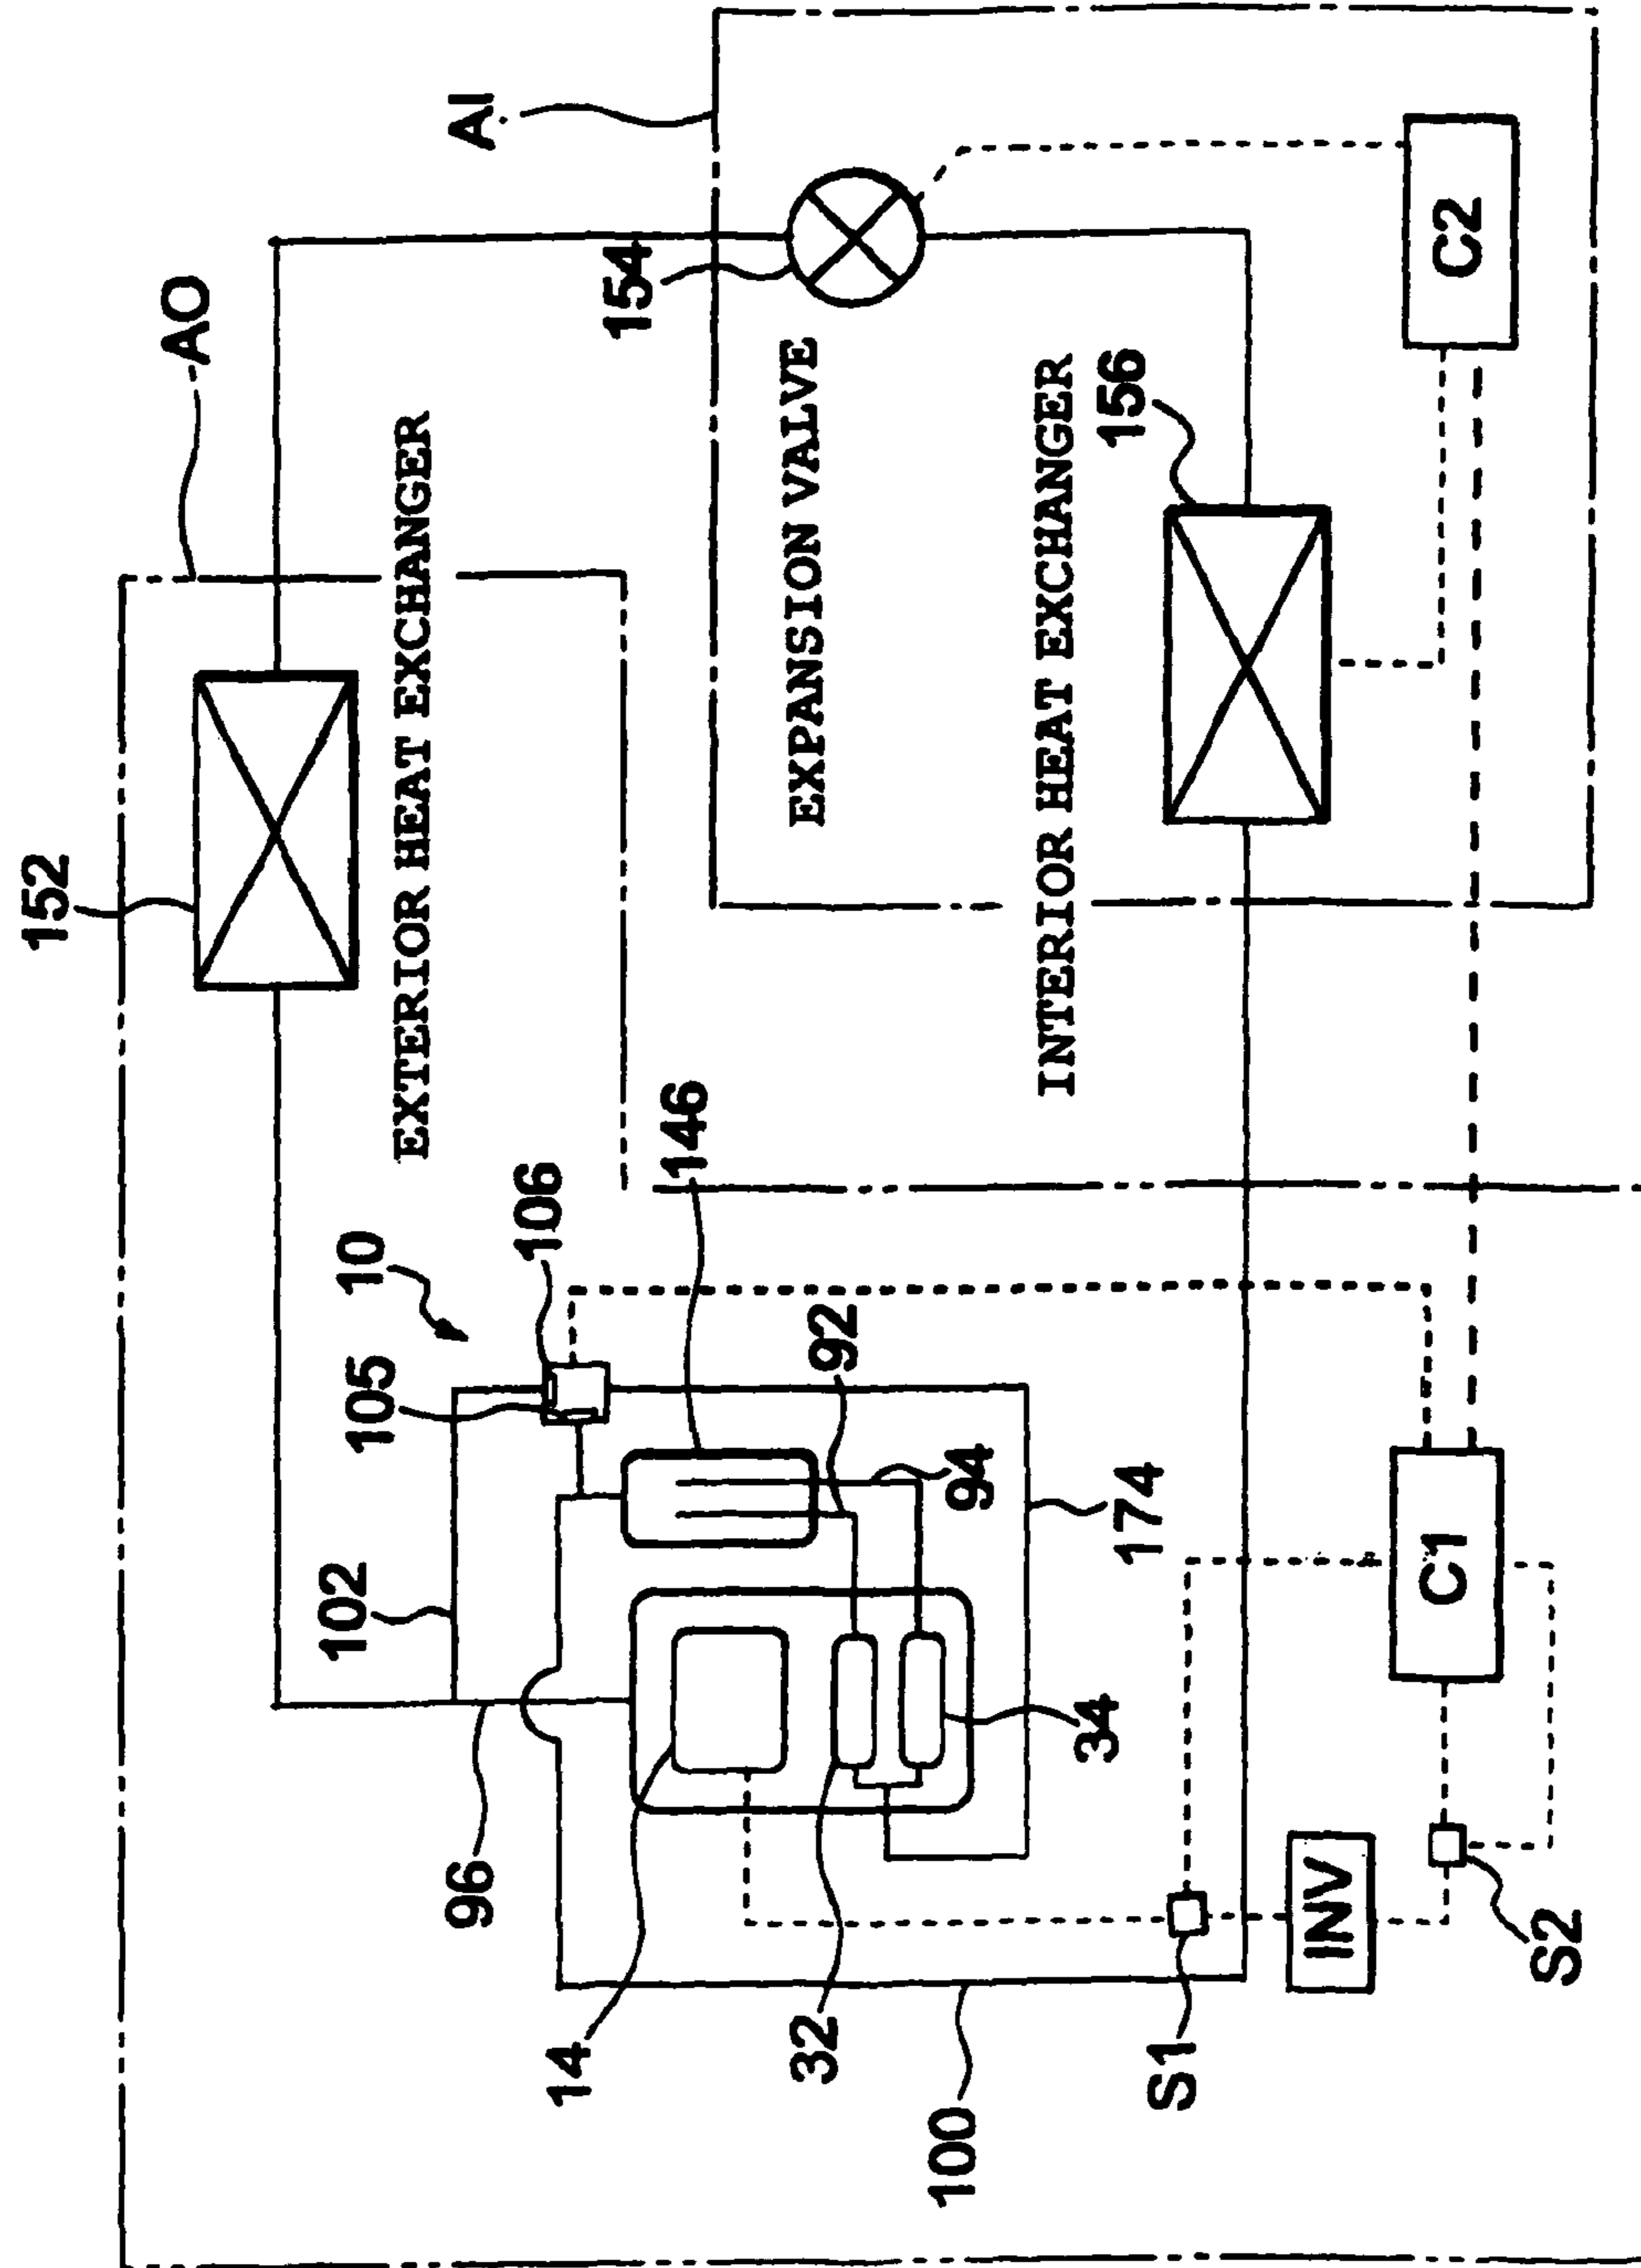 152
AO
EXTERIOR HEAT EXCHANGER
AI
154
EXPANSION VALVE
INTERIOR HEAT EXCHANGER
156
C2
10
106
105
146
102
92
94
174
96
14
32
34
100
S1
INV
S2
C1